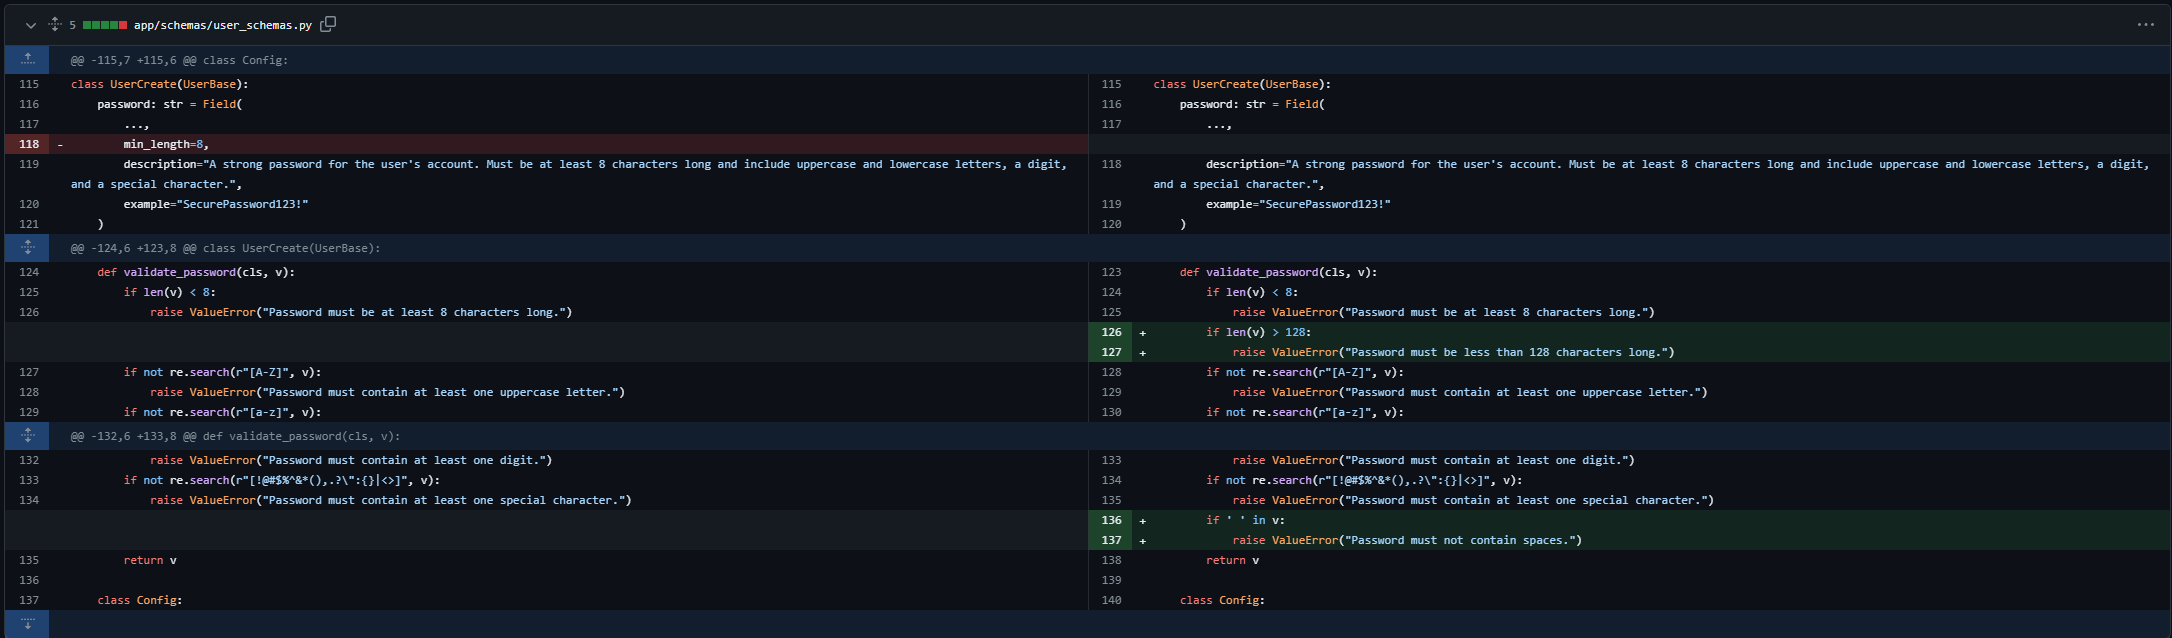 5 app/schemas/user_schemas.py
@@ -115,7 +115,6 @@ class Config:
115 class UserCreate(UserBase):
116 password: str = Field(
117 ...,
118 - min_length=8,
119 description="A strong password for the user's account. Must be at least 8 characters long and include uppercase and lowercase letters, a digit,
and a special character.",
120 example="SecurePassword123!"
121 )
115 class UserCreate(UserBase):
116 password: str = Field(
117 ...,
118 description="A strong password for the user's account. Must be at least 8 characters long and include uppercase and lowercase letters, a digit,
and a special character.",
119 example="SecurePassword123!"
120 )
@@ -124,6 +123,8 @@ class UserCreate(UserBase):
124 def validate_password(cls, v):
125 if len(v) < 8:
126 raise ValueError("Password must be at least 8 characters long.")
127 if not re.search(r"[A-Z]", v):
128 raise ValueError("Password must contain at least one uppercase letter.")
129 if not re.search(r"[a-z]", v):
123 def validate_password(cls, v):
124 if len(v) < 8:
125 raise ValueError("Password must be at least 8 characters long.")
126 + if len(v) > 128:
127 + raise ValueError("Password must be less than 128 characters long.")
128 if not re.search(r"[A-Z]", v):
129 raise ValueError("Password must contain at least one uppercase letter.")
130 if not re.search(r"[a-z]", v):
@@ -132,6 +133,8 @@ def validate_password(cls, v):
132 raise ValueError("Password must contain at least one digit.")
133 if not re.search(r"[!@#$%^&*(),.?\":{}|<>]", v):
134 raise ValueError("Password must contain at least one special character.")
135 return v
136
137 class Config:
133 raise ValueError("Password must contain at least one digit.")
134 if not re.search(r"[!@#$%^&*(),.?\":{}|<>]", v):
135 raise ValueError("Password must contain at least one special character.")
136 + if ' ' in v:
137 + raise ValueError("Password must not contain spaces.")
138 return v
139
140 class Config: